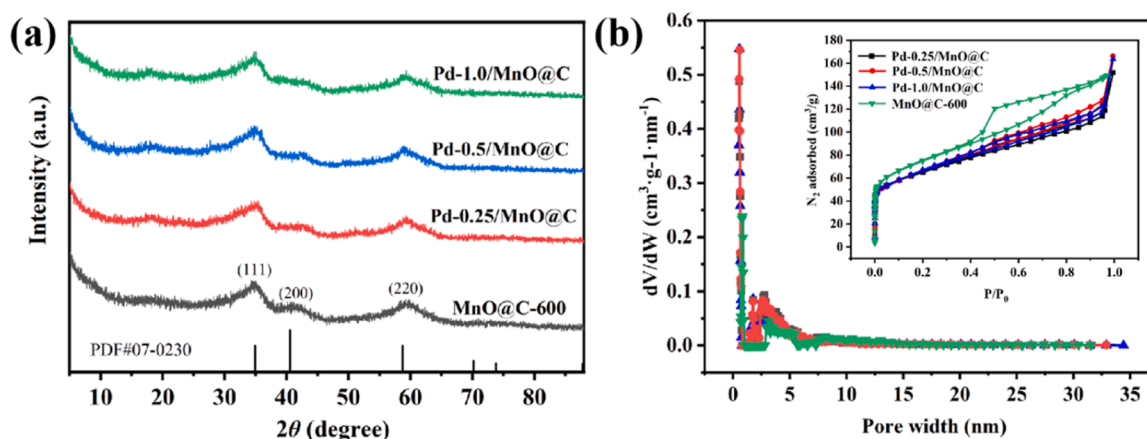 (a)
Intensity (a.u.)
Pd-1.0/MnO@C
Pd-0.5/MnO@C
Pd-0.25/MnO@C
(111)
(200)
(220)
MnO@C-600
PDF#07-0230
10 20 30 40 50 60 70 80
2θ (degree)
(b)
dV/dW (cm³·g-1·nm⁻¹)
0.6
0.5
0.4
0.3
0.2
0.1
0.0
0 5 10 15 20 25 30 35
Pore width (nm)
N₂ adsorbed (cm³/g)
180
160
140
120
100
80
60
40
20
0
Pd-0.25/MnO@C
Pd-0.5/MnO@C
Pd-1.0/MnO@C
MnO@C-600
0.0 0.2 0.4 0.6 0.8 1.0
P/P₀